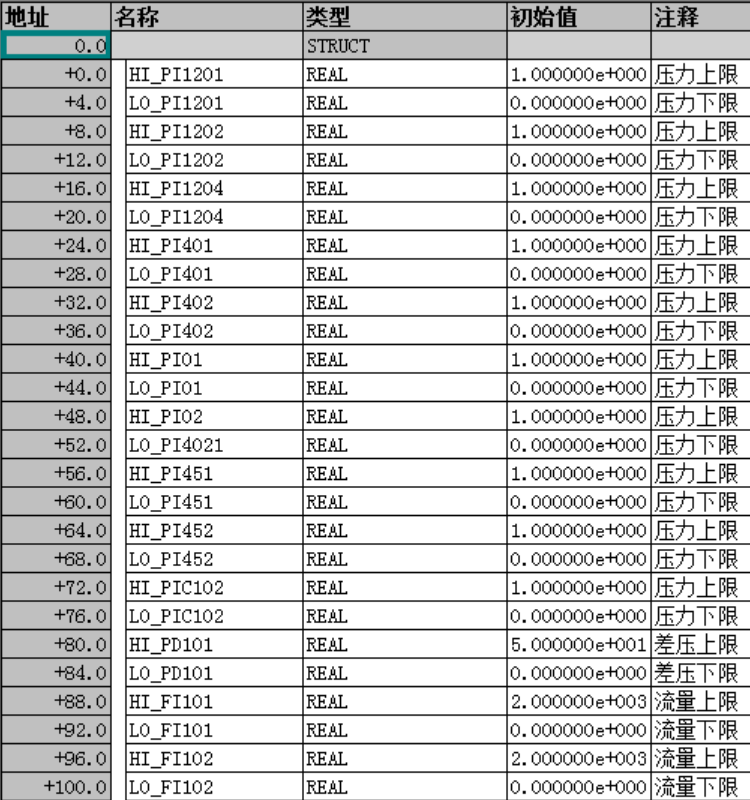 地址 名称 类型 初始值 注释
0.0 STRUCT
+0.0 HI_PI1201 REAL 1.000000e+000 压力上限
+4.0 LO_PI1201 REAL 0.000000e+000 压力下限
+8.0 HI_PI1202 REAL 1.000000e+000 压力上限
+12.0 LO_PI1202 REAL 0.000000e+000 压力下限
+16.0 HI_PI1204 REAL 1.000000e+000 压力上限
+20.0 LO_PI1204 REAL 0.000000e+000 压力下限
+24.0 HI_PI401 REAL 1.000000e+000 压力上限
+28.0 LO_PI401 REAL 0.000000e+000 压力下限
+32.0 HI_PI402 REAL 1.000000e+000 压力上限
+36.0 LO_PI402 REAL 0.000000e+000 压力下限
+40.0 HI_PI01 REAL 1.000000e+000 压力上限
+44.0 LO_PI01 REAL 0.000000e+000 压力下限
+48.0 HI_PI02 REAL 1.000000e+000 压力上限
+52.0 LO_PI4021 REAL 0.000000e+000 压力下限
+56.0 HI_PI451 REAL 1.000000e+000 压力上限
+60.0 LO_PI451 REAL 0.000000e+000 压力下限
+64.0 HI_PI452 REAL 1.000000e+000 压力上限
+68.0 LO_PI452 REAL 0.000000e+000 压力下限
+72.0 HI_PIC102 REAL 1.000000e+000 压力上限
+76.0 LO_PIC102 REAL 0.000000e+000 压力下限
+80.0 HI_PD101 REAL 5.000000e+001 差压上限
+84.0 LO_PD101 REAL 0.000000e+000 差压下限
+88.0 HI_FI101 REAL 2.000000e+003 流量上限
+92.0 LO_FI101 REAL 0.000000e+000 流量下限
+96.0 HI_FI102 REAL 2.000000e+003 流量上限
+100.0 LO_FI102 REAL 0.000000e+000 流量下限